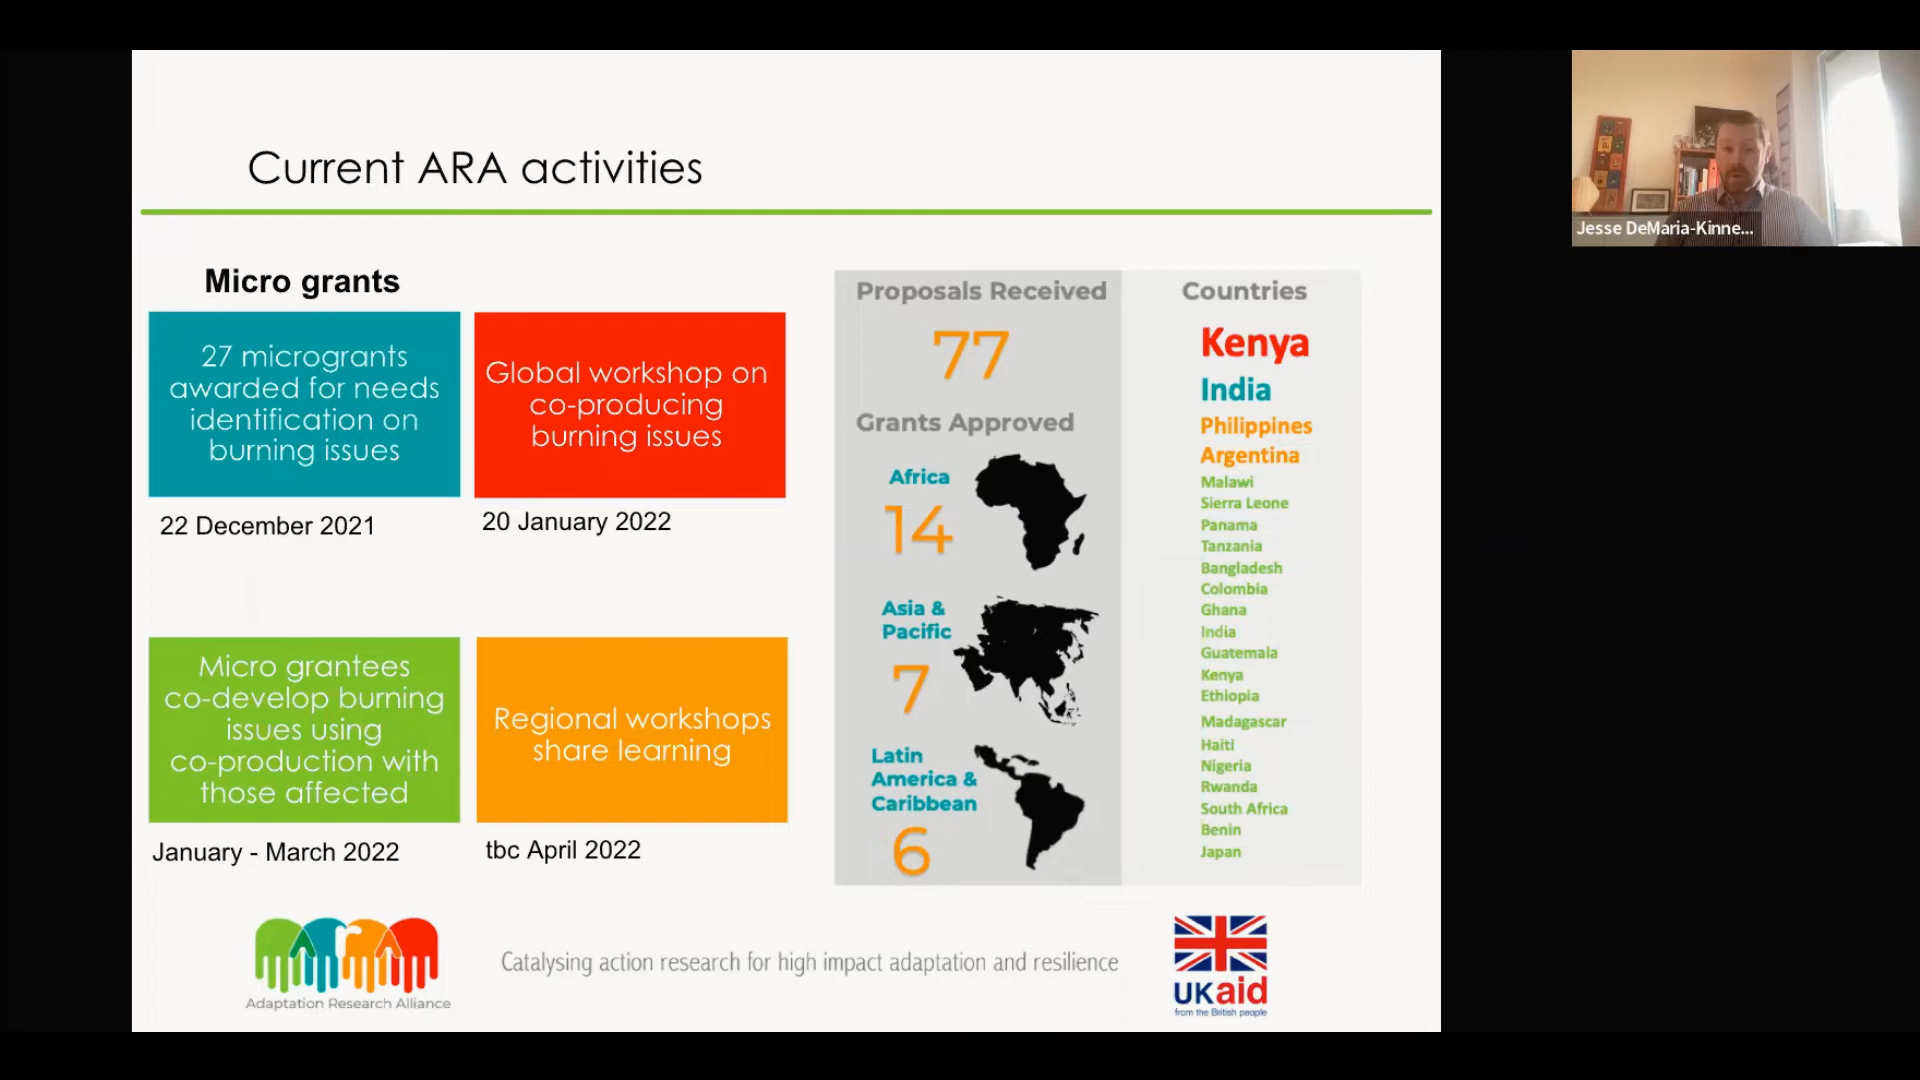 Current ARA activities
Micro grants
27 microgrants
awarded for needs
identification on
burning issues
22 December 2021
Global workshop on
co-producing
burning issues
20 January 2022
Micro grantees
co-develop burning
issues using
co-production with
those affected
January - March 2022
Regional workshops
share learning
tbc April 2022
Proposals Received
77
Grants Approved
Africa
14
Asia &
Pacific
7
Latin
America &
Caribbean
6
Countries
Kenya
India
Philippines
Argentina
Malawi
Sierra Leone
Panama
Tanzania
Bangladesh
Colombia
Ghana
India
Guatemala
Kenya
Ethiopia
Madagascar
Haiti
Nigeria
Rwanda
South Africa
Benin
Japan
Adaptation Research Alliance
Catalysing action research for high impact adaptation and resilience
UKaid
from the British people
Jesse DeMaria-Kinne...